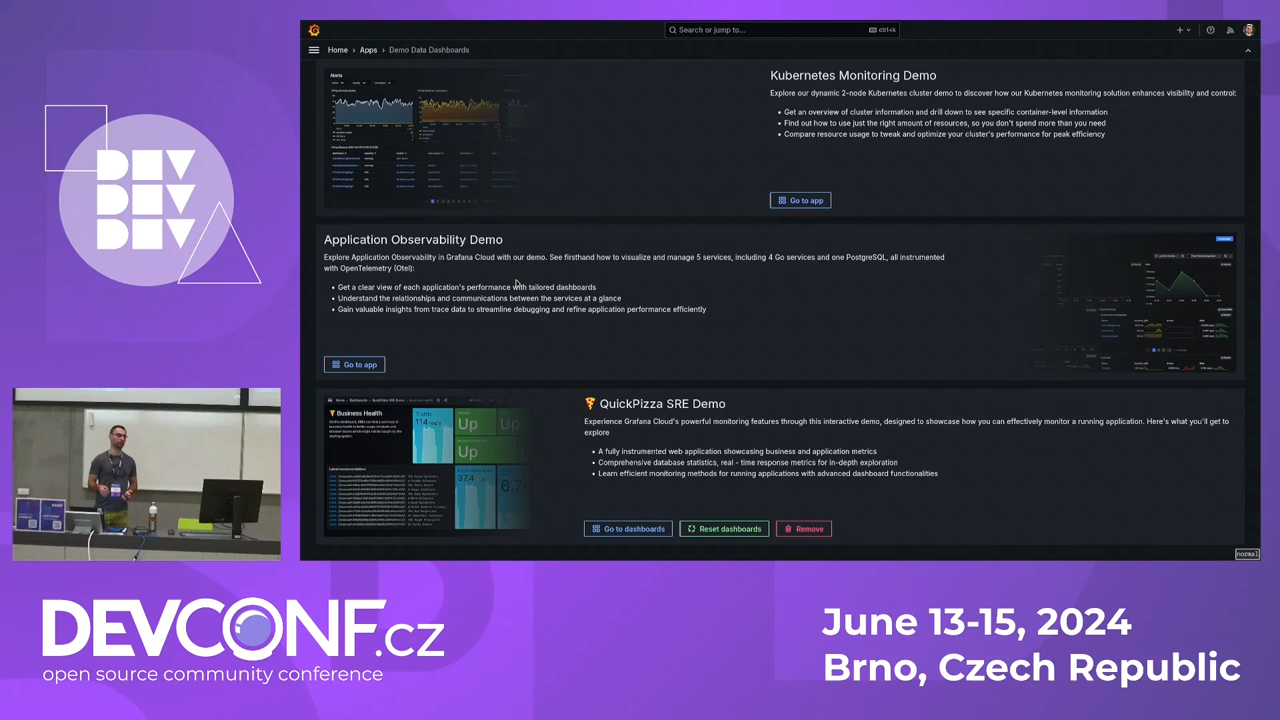 DEV
DEV
DEV
Search or jump to...
ctrl+k
Home > Apps > Demo Data Dashboards
Alerts
Kubernetes Monitoring Demo
Explore our dynamic 2-node Kubernetes cluster demo to discover how our Kubernetes monitoring solution enhances visibility and control:
• Get an overview of cluster information and drill down to see specific container-level information
• Find out how to use just the right amount of resources, so you don't spend more than you need
• Compare resource usage to tweak and optimize your cluster's performance for peak efficiency
Go to app
Application Observability Demo
Explore Application Observability in Grafana Cloud with our demo. See firsthand how to visualize and manage 5 services, including 4 Go services and one PostgreSQL, all instrumented
with OpenTelemetry (Otel):
• Get a clear view of each application's performance with tailored dashboards
• Understand the relationships and communications between the services at a glance
• Gain valuable insights from trace data to streamline debugging and refine application performance efficiently
Go to app
Business Health
Traffic
114
Up
Up
37.4
6.
QuickPizza SRE Demo
Experience Grafana Cloud's powerful monitoring features through this interactive demo, designed to showcase how you can effectively monitor a running application. Here's what you'll get to
explore
• A fully instrumented web application showcasing business and application metrics
• Comprehensive database statistics, real - time response metrics for in-depth exploration
• Learn efficient monitoring methods for running applications with advanced dashboard functionalities
Go to dashboards
Reset dashboards
Remove
normal
DEVCONF.cz
open source community conference
June 13-15, 2024
Brno, Czech Republic